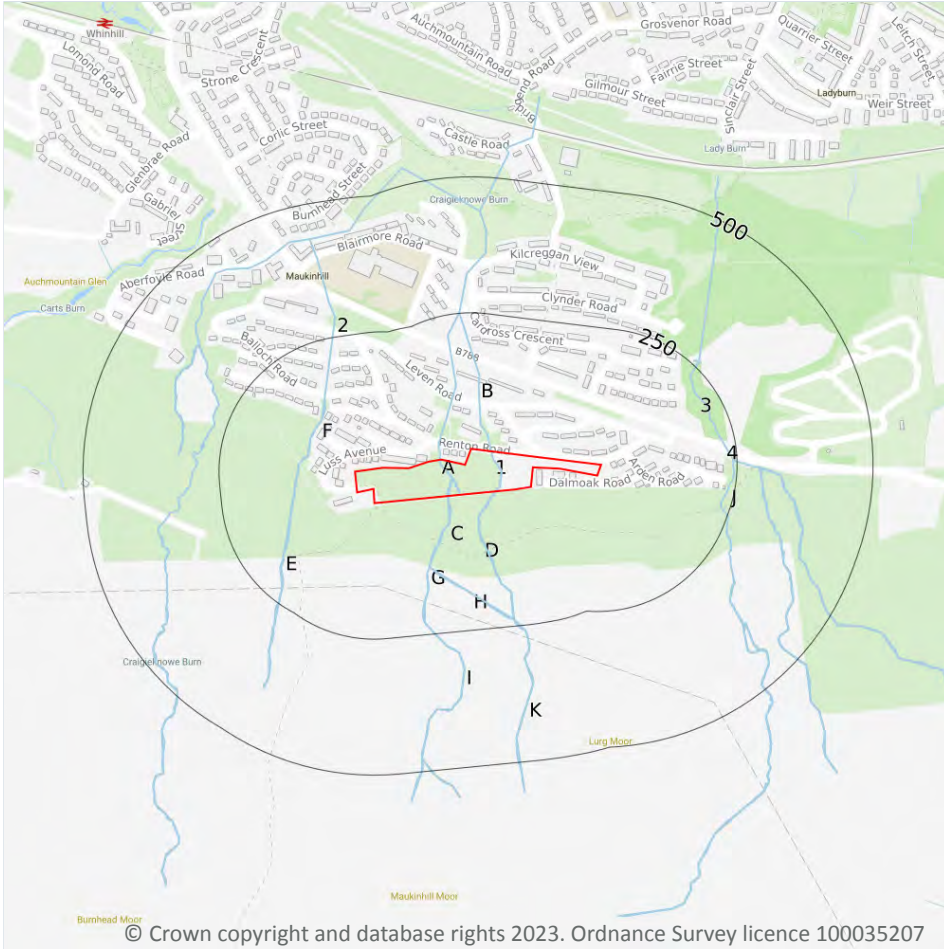 Whinhill
Lomond Road
Strone Crescent
Auchmountain Road
Grosvenor Road
Quarrier Street
Leitch Street
Fairrie Street
Gilmour Street
Ladyburn
Weir Street
Sinclair Street
Bridgend Road
Corlic Street
Castle Road
Lady Burn
Glenbrae Road
Gabriel Street
Burnhead Street
Craigieknowe Burn
500
Blairmore Road
Kilcreggan View
Aberfoyle Road
Maukinhill
Auchmountain Glen
Clynder Road
Carts Burn
2
Cardross Crescent
250
Balloch Road
B788
Leven Road
B
3
F
Renton Road
4
Luss Avenue
A
1
Arden Road
Dalmoak Road
J
C
D
E
G
H
Craigieknowe Burn
I
K
Lurg Moor
Maukinhill Moor
Burnhead Moor
© Crown copyright and database rights 2023. Ordnance Survey licence 100035207